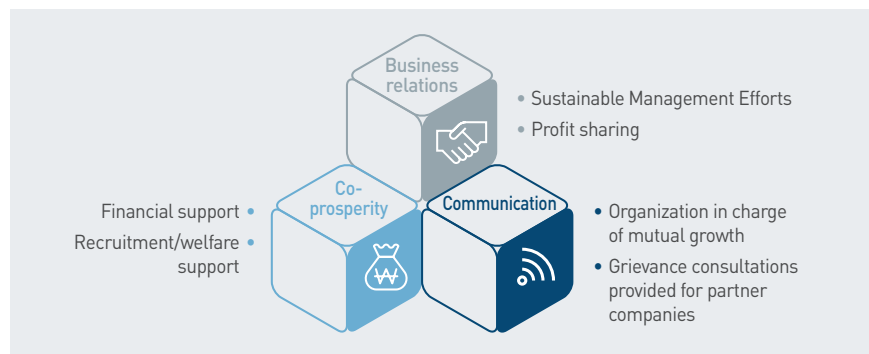 Business
relations
• Sustainable Management Efforts
• Profit sharing
Co-
prosperity
Financial support •
Recruitment/welfare •
support
₩
Communication
• Organization in charge
of mutual growth
• Grievance consultations
provided for partner
companies